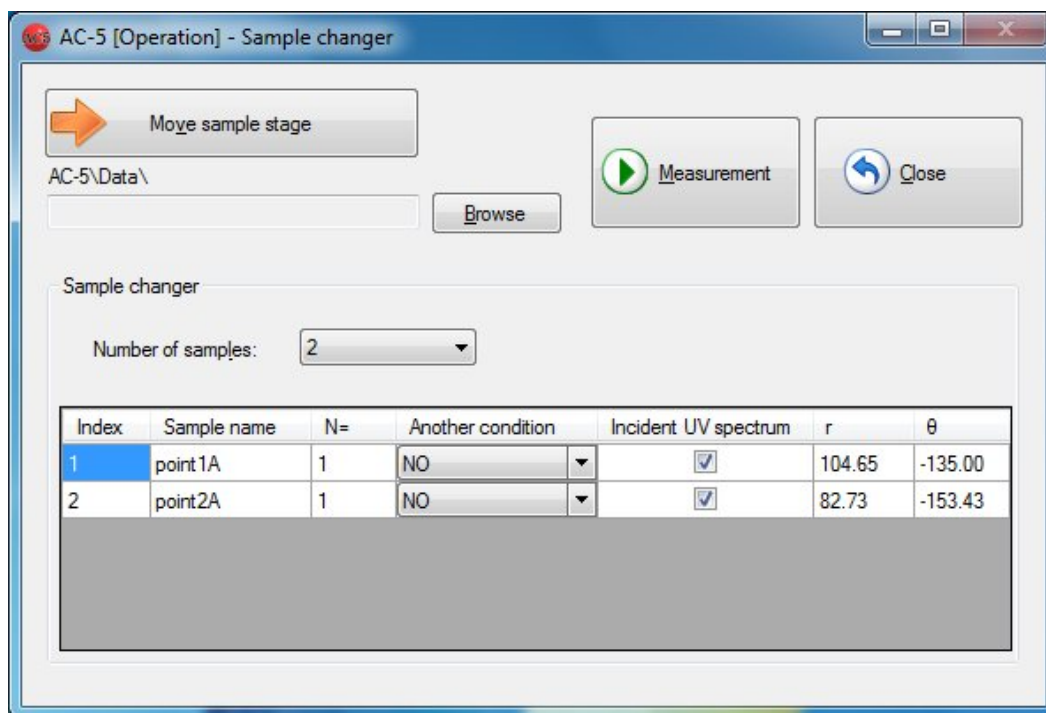 AC5 AC-5 [Operation] - Sample changer
Move sample stage
AC-5\Data\
Browse
Measurement
Close
Sample changer
Number of samples: 2
Index Sample name N= Another condition Incident UV spectrum r θ
1 point1A 1 NO 104.65 -135.00
2 point2A 1 NO 82.73 -153.43